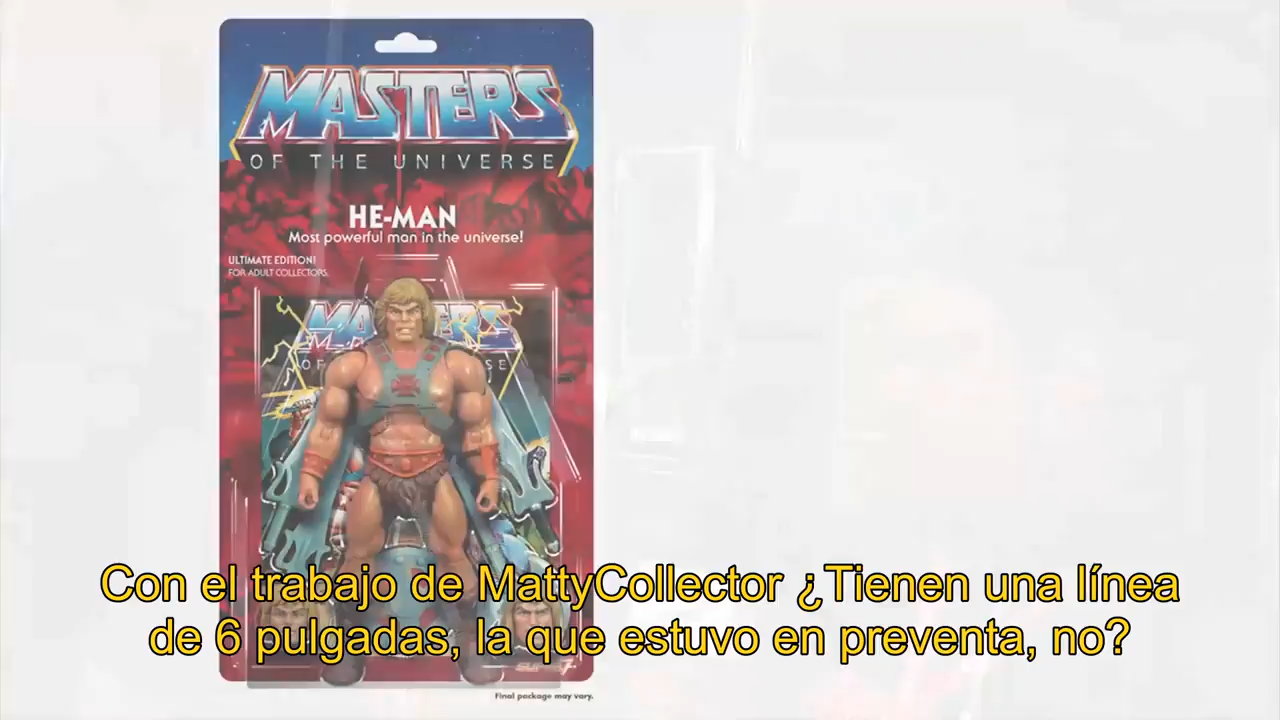 MASTERS
OF THE UNIVERSE
HE-MAN
Most powerful man in the universe!
ULTIMATE EDITION!
FOR ADULT COLLECTORS.
Con el trabajo de MattyCollector ¿Tienen una línea
de 6 pulgadas, la que estuvo en preventa, no?
SUPER7
Final package may vary.